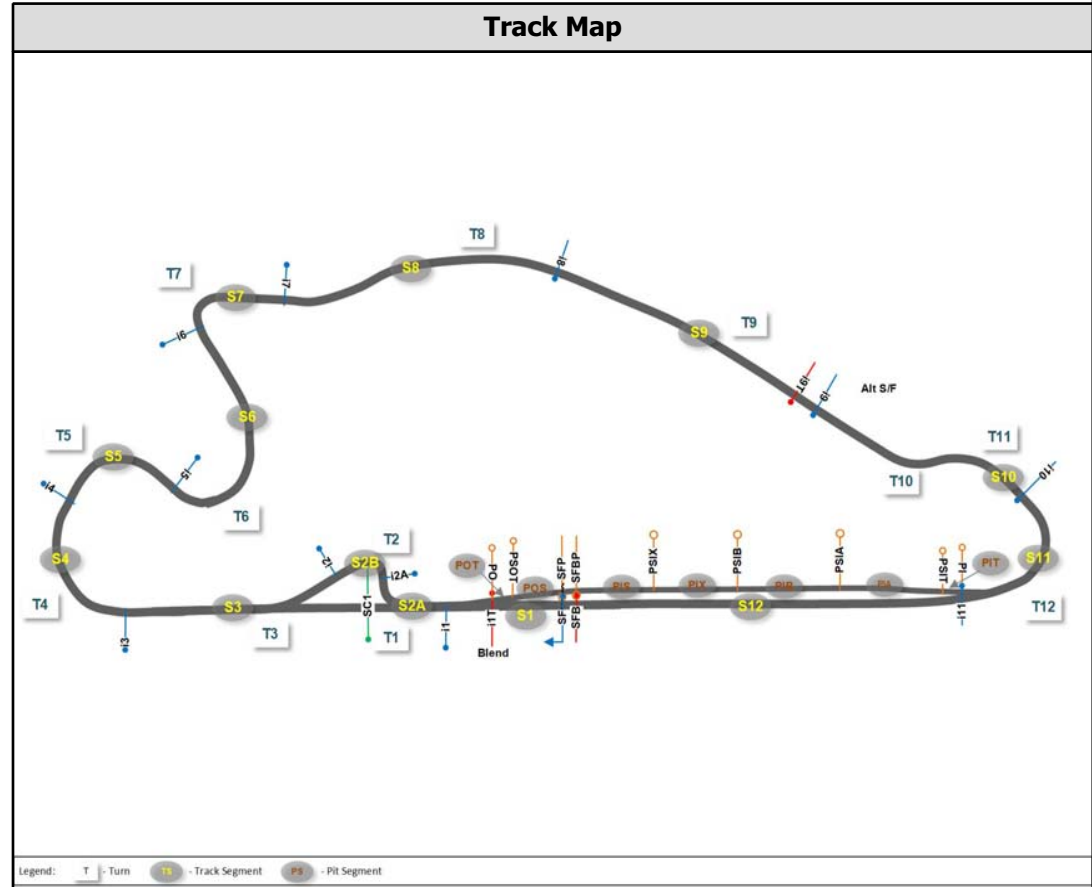 Track Map
T8
i8
S8
T7
i7
S7
i6
S9
T9
i9T
i9
Alt S/F
S6
T5
S5
i5
i4
T6
T11
S10
i10
T10
S4
T4
T2
i2
S2B
i2A
SC1
S2A
T1
S3
T3
i3
i1
POT
PO
i1T
Blend
PSOT
POS
S1
SFP
SF
SFBP
SFB
PIS
PSIX
PIX
PSIB
PIB
S12
PSIA
PIA
PSIT
PI
i11
PIT
S11
T12
Legend: T - Turn TS - Track Segment PS - Pit Segment